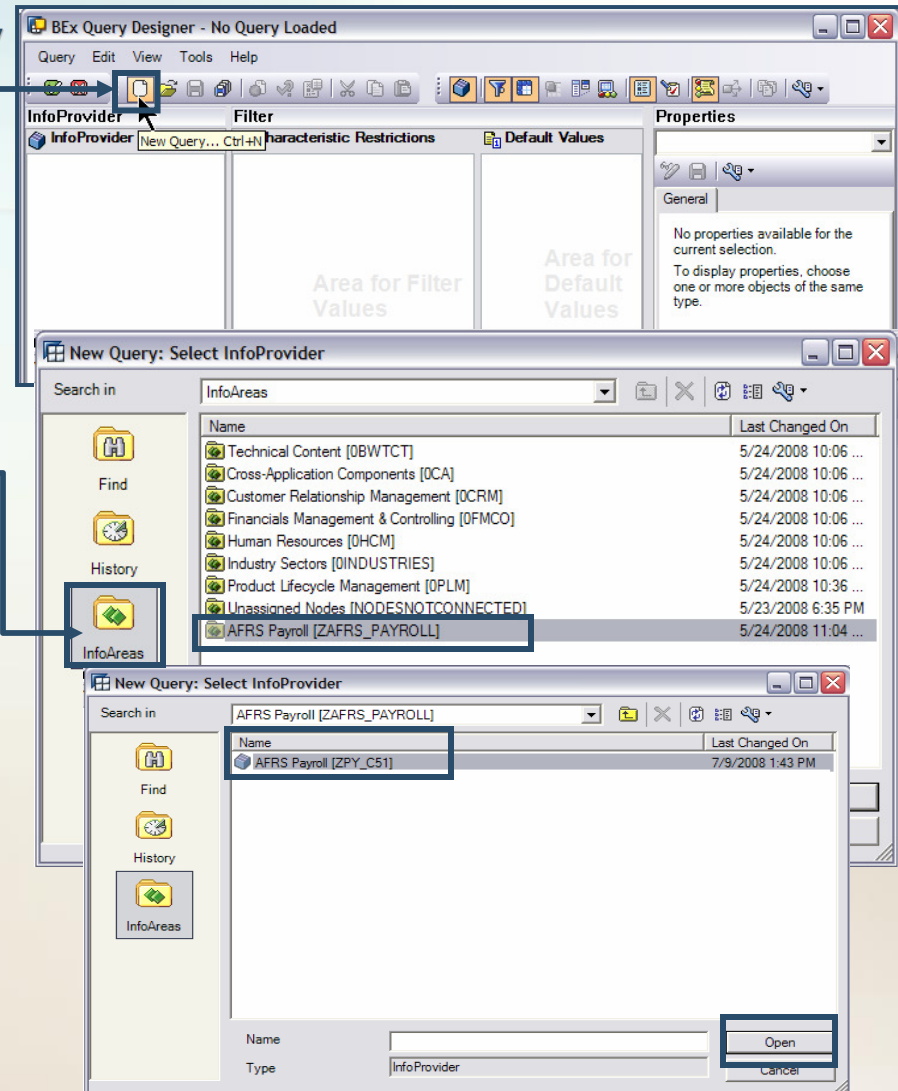 BEx Query Designer - No Query Loaded
Query Edit View Tools Help
InfoProvider Filter Properties
InfoProvider New Query... Ctrl+N haracteristic Restrictions Default Values
General
No properties available for the
current selection.
To display properties, choose
one or more objects of the same
type.
Area for Filter
Values
Area for
Default
Values
New Query: Select InfoProvider
Search in InfoAreas
Name Last Changed On
Technical Content [0BWTCT] 5/24/2008 10:06 ...
Cross-Application Components [0CA] 5/24/2008 10:06 ...
Customer Relationship Management [0CRM] 5/24/2008 10:06 ...
Financials Management & Controlling [0FMCO] 5/24/2008 10:06 ...
Human Resources [0HCM] 5/24/2008 10:06 ...
Industry Sectors [0INDUSTRIES] 5/24/2008 10:06 ...
Product Lifecycle Management [0PLM] 5/24/2008 10:36 ...
Unassigned Nodes [NODESNOTCONNECTED] 5/23/2008 6:35 PM
AFRS Payroll [ZAFRS_PAYROLL] 5/24/2008 11:04 ...
Find
History
InfoAreas
New Query: Select InfoProvider
Search in AFRS Payroll [ZAFRS_PAYROLL]
Name Last Changed On
AFRS Payroll [ZPY_C51] 7/9/2008 1:43 PM
Find
History
InfoAreas
Name Open
Type InfoProvider Cancel